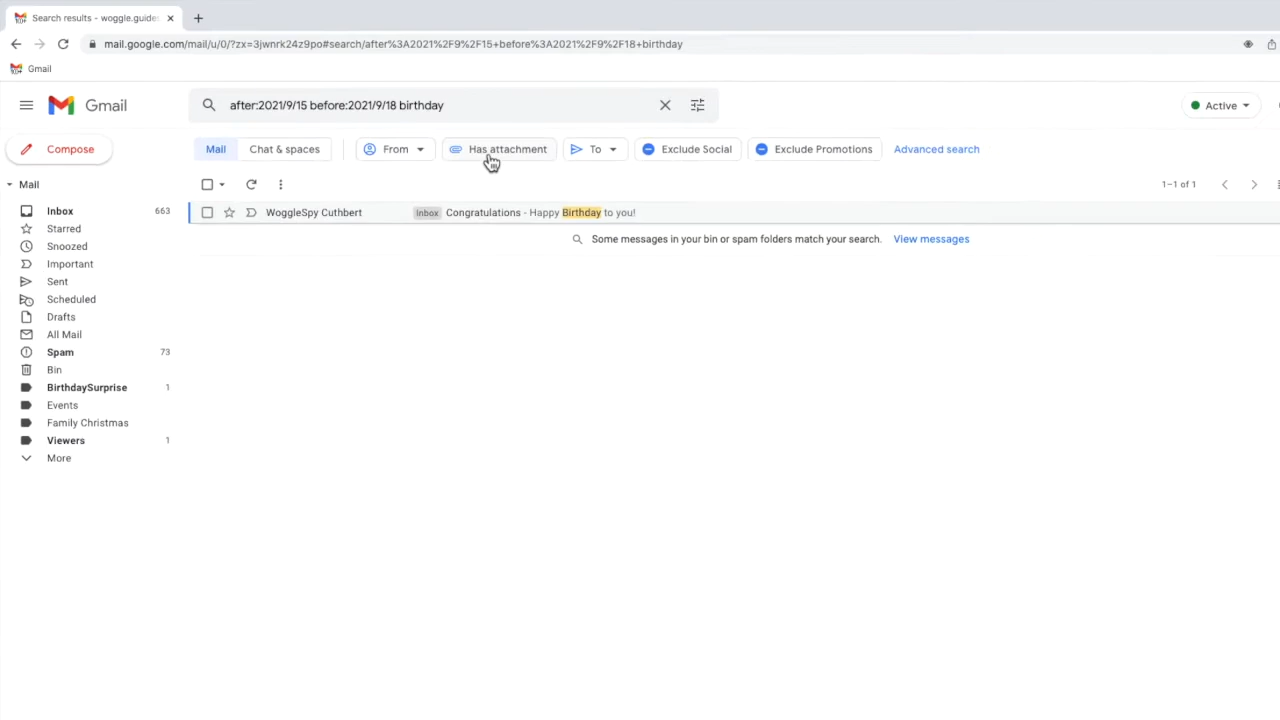 Search results - woggle.guides
mail.google.com/mail/u/0/?zx=3jwnrk24z9po#search/after%3A2021%2F9%2F15+before%3A2021%2F9%2F18+birthday
Gmail
Gmail
after:2021/9/15 before:2021/9/18 birthday
Active
Compose
Mail Chat & spaces From Has attachment To Exclude Social Exclude Promotions Advanced search
Mail
1–1 of 1
WoggleSpy Cuthbert Inbox Congratulations - Happy Birthday to you!
Some messages in your bin or spam folders match your search. View messages
Inbox 663
Starred
Snoozed
Important
Sent
Scheduled
Drafts
All Mail
Spam 73
Bin
BirthdaySurprise 1
Events
Family Christmas
Viewers 1
More